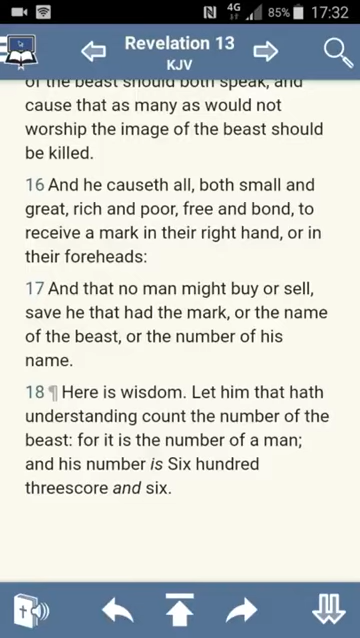 4G 85% 17:32
Revelation 13
KJV
of the beast should both speak, and
cause that as many as would not
worship the image of the beast should
be killed.
16 And he causeth all, both small and
great, rich and poor, free and bond, to
receive a mark in their right hand, or in
their foreheads:
17 And that no man might buy or sell,
save he that had the mark, or the name
of the beast, or the number of his
name.
18 ¶ Here is wisdom. Let him that hath
understanding count the number of the
beast: for it is the number of a man;
and his number is Six hundred
threescore and six.